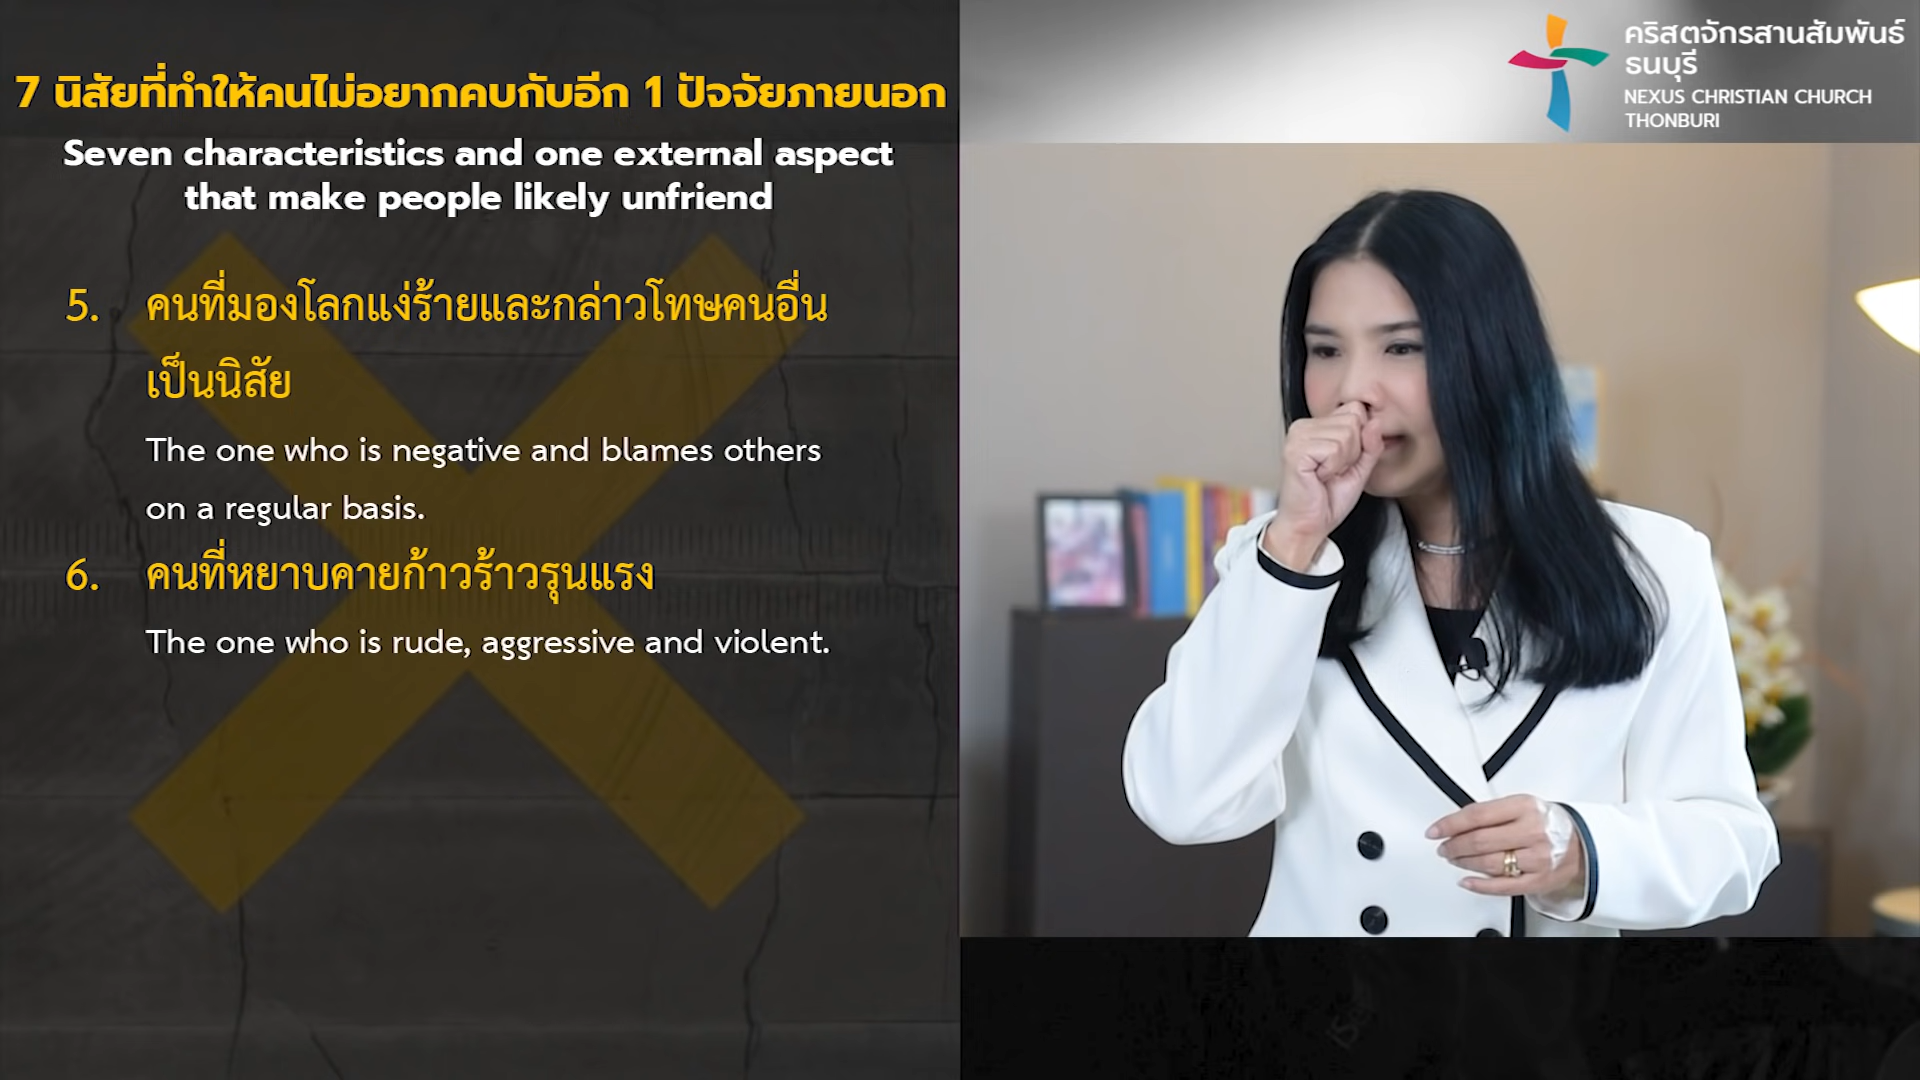 7 นิสัยที่ทำให้คนไม่อยากคบกับอีก 1 ปัจจัยภายนอก
Seven characteristics and one external aspect
that make people likely unfriend
5. คนที่มองโลกแง่ร้ายและกล่าวโทษคนอื่น
เป็นนิสัย
The one who is negative and blames others
on a regular basis.
6. คนที่หยาบคายก้าวร้าวรุนแรง
The one who is rude, aggressive and violent.
คริสตจักรสานสัมพันธ์
ธนบุรี
NEXUS CHRISTIAN CHURCH
THONBURI